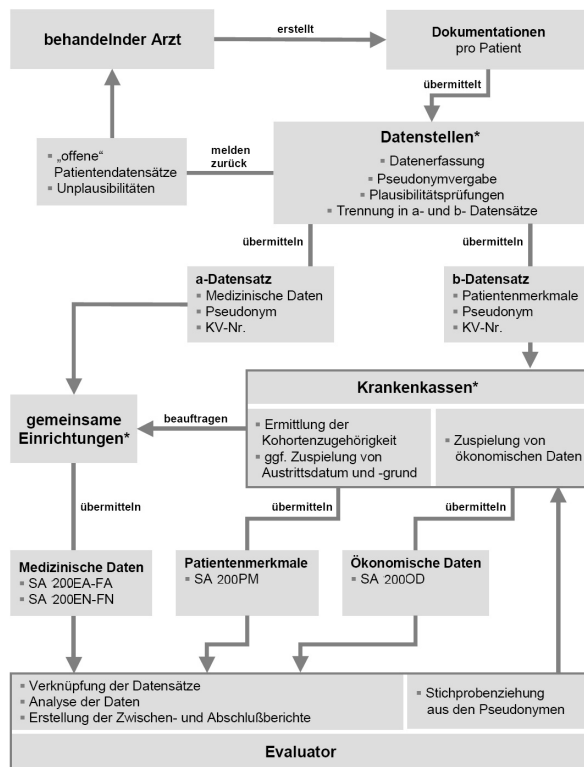 behandelnder Arzt
erstellt
Dokumentationen
pro Patient
übermittelt
„offene“
Patientendatensätze
Unplausibilitäten
melden
zurück
Datenstellen*
Datenerfassung
Pseudonymvergabe
Plausibilitätsprüfungen
Trennung in a- und b- Datensätze
übermitteln
übermitteln
a-Datensatz
Medizinische Daten
Pseudonym
KV-Nr.
b-Datensatz
Patientenmerkmale
Pseudonym
KV-Nr.
Krankenkassen*
gemeinsame
Einrichtungen*
beauftragen
Ermittlung der
Kohortenzugehörigkeit
ggf. Zuspielung von
Austrittsdatum und -grund
Zuspielung von
ökonomischen Daten
übermitteln
übermitteln
übermitteln
Medizinische Daten
SA 200EA-FA
SA 200EN-FN
Patientenmerkmale
SA 200PM
Ökonomische Daten
SA 200OD
Verknüpfung der Datensätze
Analyse der Daten
Erstellung der Zwischen- und Abschlußberichte
Stichprobenziehung
aus den Pseudonymen
Evaluator